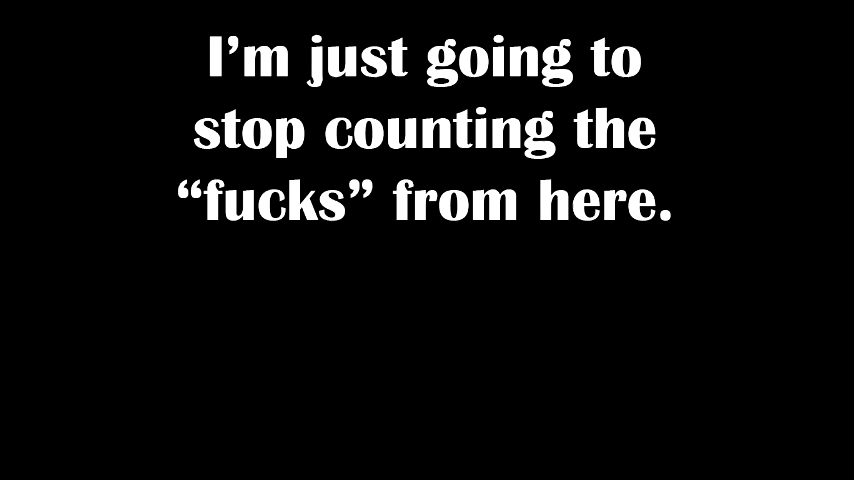 I’m just going to
stop counting the
“fucks” from here.